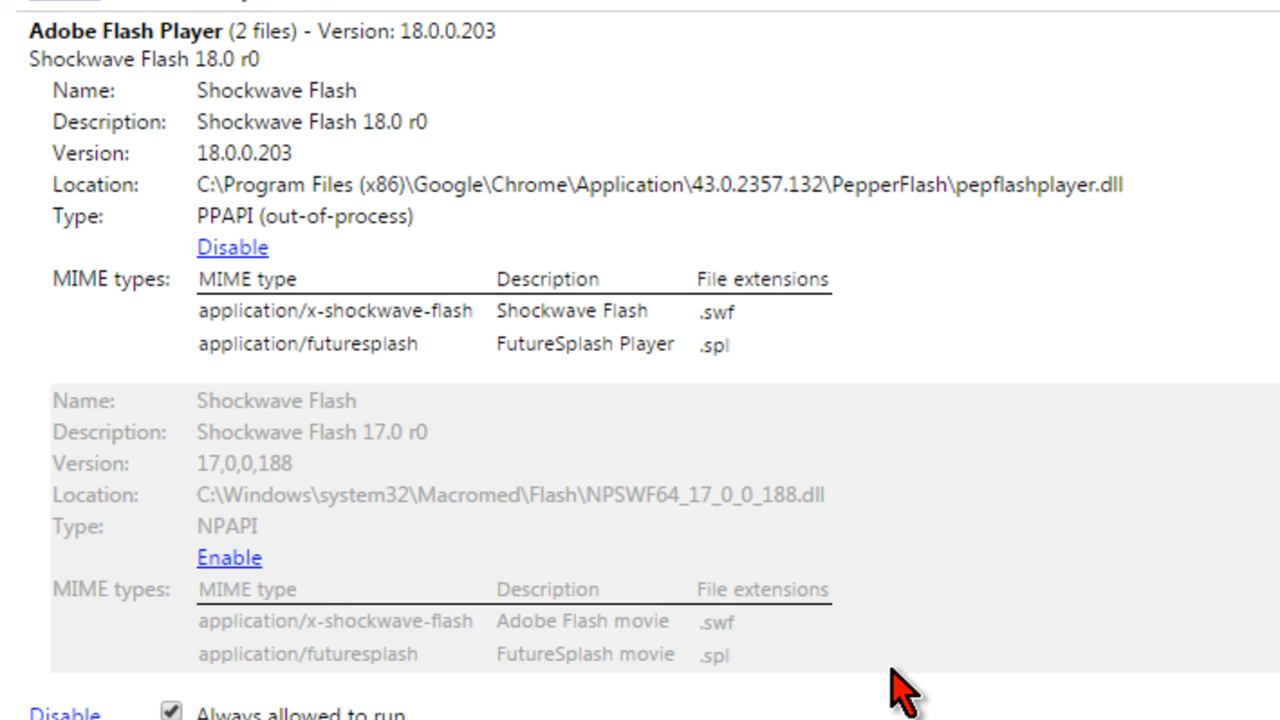 Adobe Flash Player (2 files) - Version: 18.0.0.203
Shockwave Flash 18.0 r0
Name: Shockwave Flash
Description: Shockwave Flash 18.0 r0
Version: 18.0.0.203
Location: C:\Program Files (x86)\Google\Chrome\Application\43.0.2357.132\PepperFlash\pepflashplayer.dll
Type: PPAPI (out-of-process)
Disable
MIME types: MIME type Description File extensions
application/x-shockwave-flash Shockwave Flash .swf
application/futuresplash FutureSplash Player .spl
Name: Shockwave Flash
Description: Shockwave Flash 17.0 r0
Version: 17,0,0,188
Location: C:\Windows\system32\Macromed\Flash\NPSWF64_17_0_0_188.dll
Type: NPAPI
Enable
MIME types: MIME type Description File extensions
application/x-shockwave-flash Adobe Flash movie .swf
application/futuresplash FutureSplash movie .spl
Disable Always allowed to run